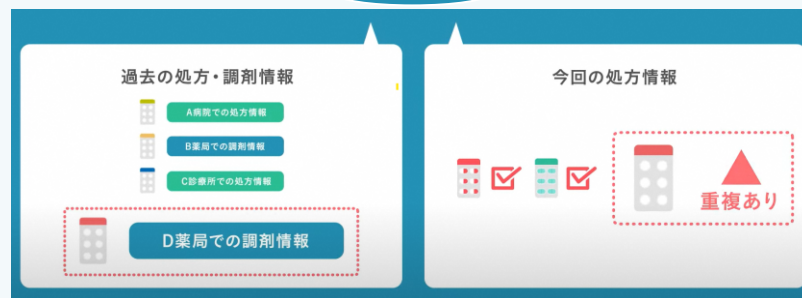 過去の処方・調剤情報
A病院での処方情報
B薬局での調剤情報
C診療所での処方情報
D薬局での調剤情報
今回の処方情報
重複あり